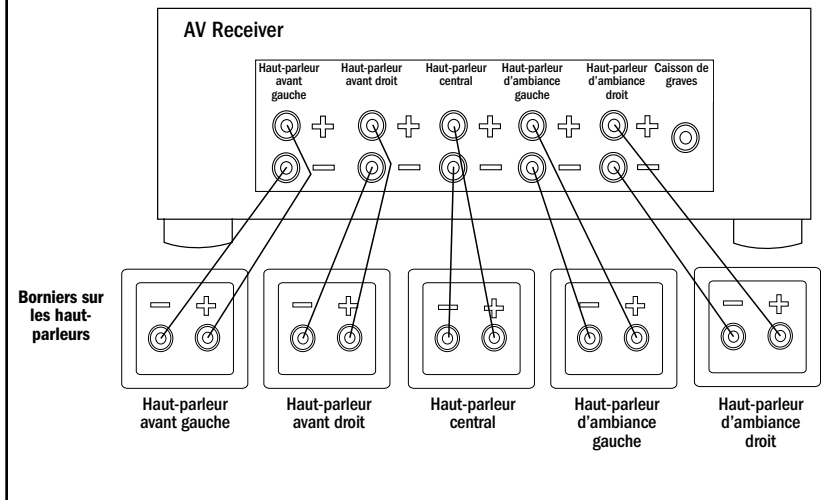 AV Receiver
Haut-parleur
avant
gauche
Haut-parleur
avant droit
Haut-parleur
central
Haut-parleur
d'ambiance
gauche
Haut-parleur
d'ambiance
droit
Caisson de
graves
+ + + + +
– – – – –
Borniers sur
les haut-
parleurs
– + – + – + – + – +
Haut-parleur
avant gauche
Haut-parleur
avant droit
Haut-parleur
central
Haut-parleur
d'ambiance
gauche
Haut-parleur
d'ambiance
droit